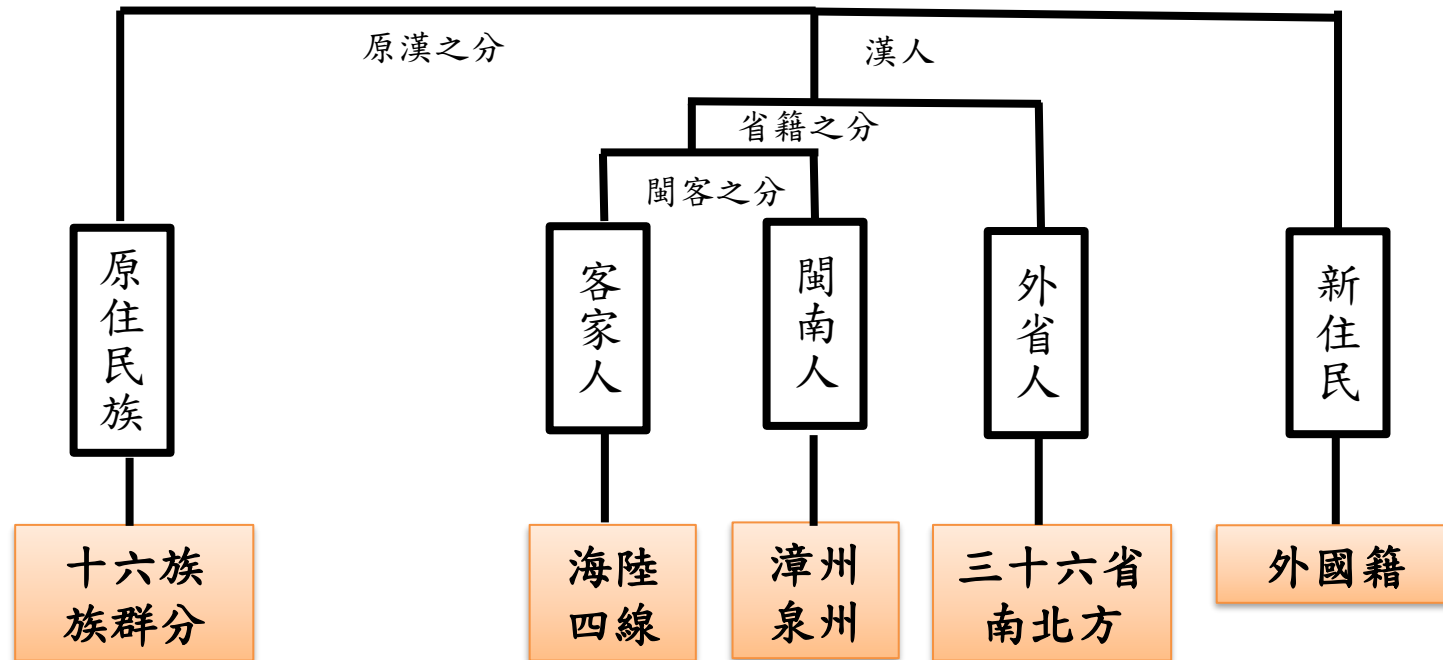 原漢之分
漢人
省籍之分
閩客之分
原住民族
客家人
閩南人
外省人
新住民
十六族
族群分
海陸
四線
漳州
泉州
三十六省
南北方
外國籍